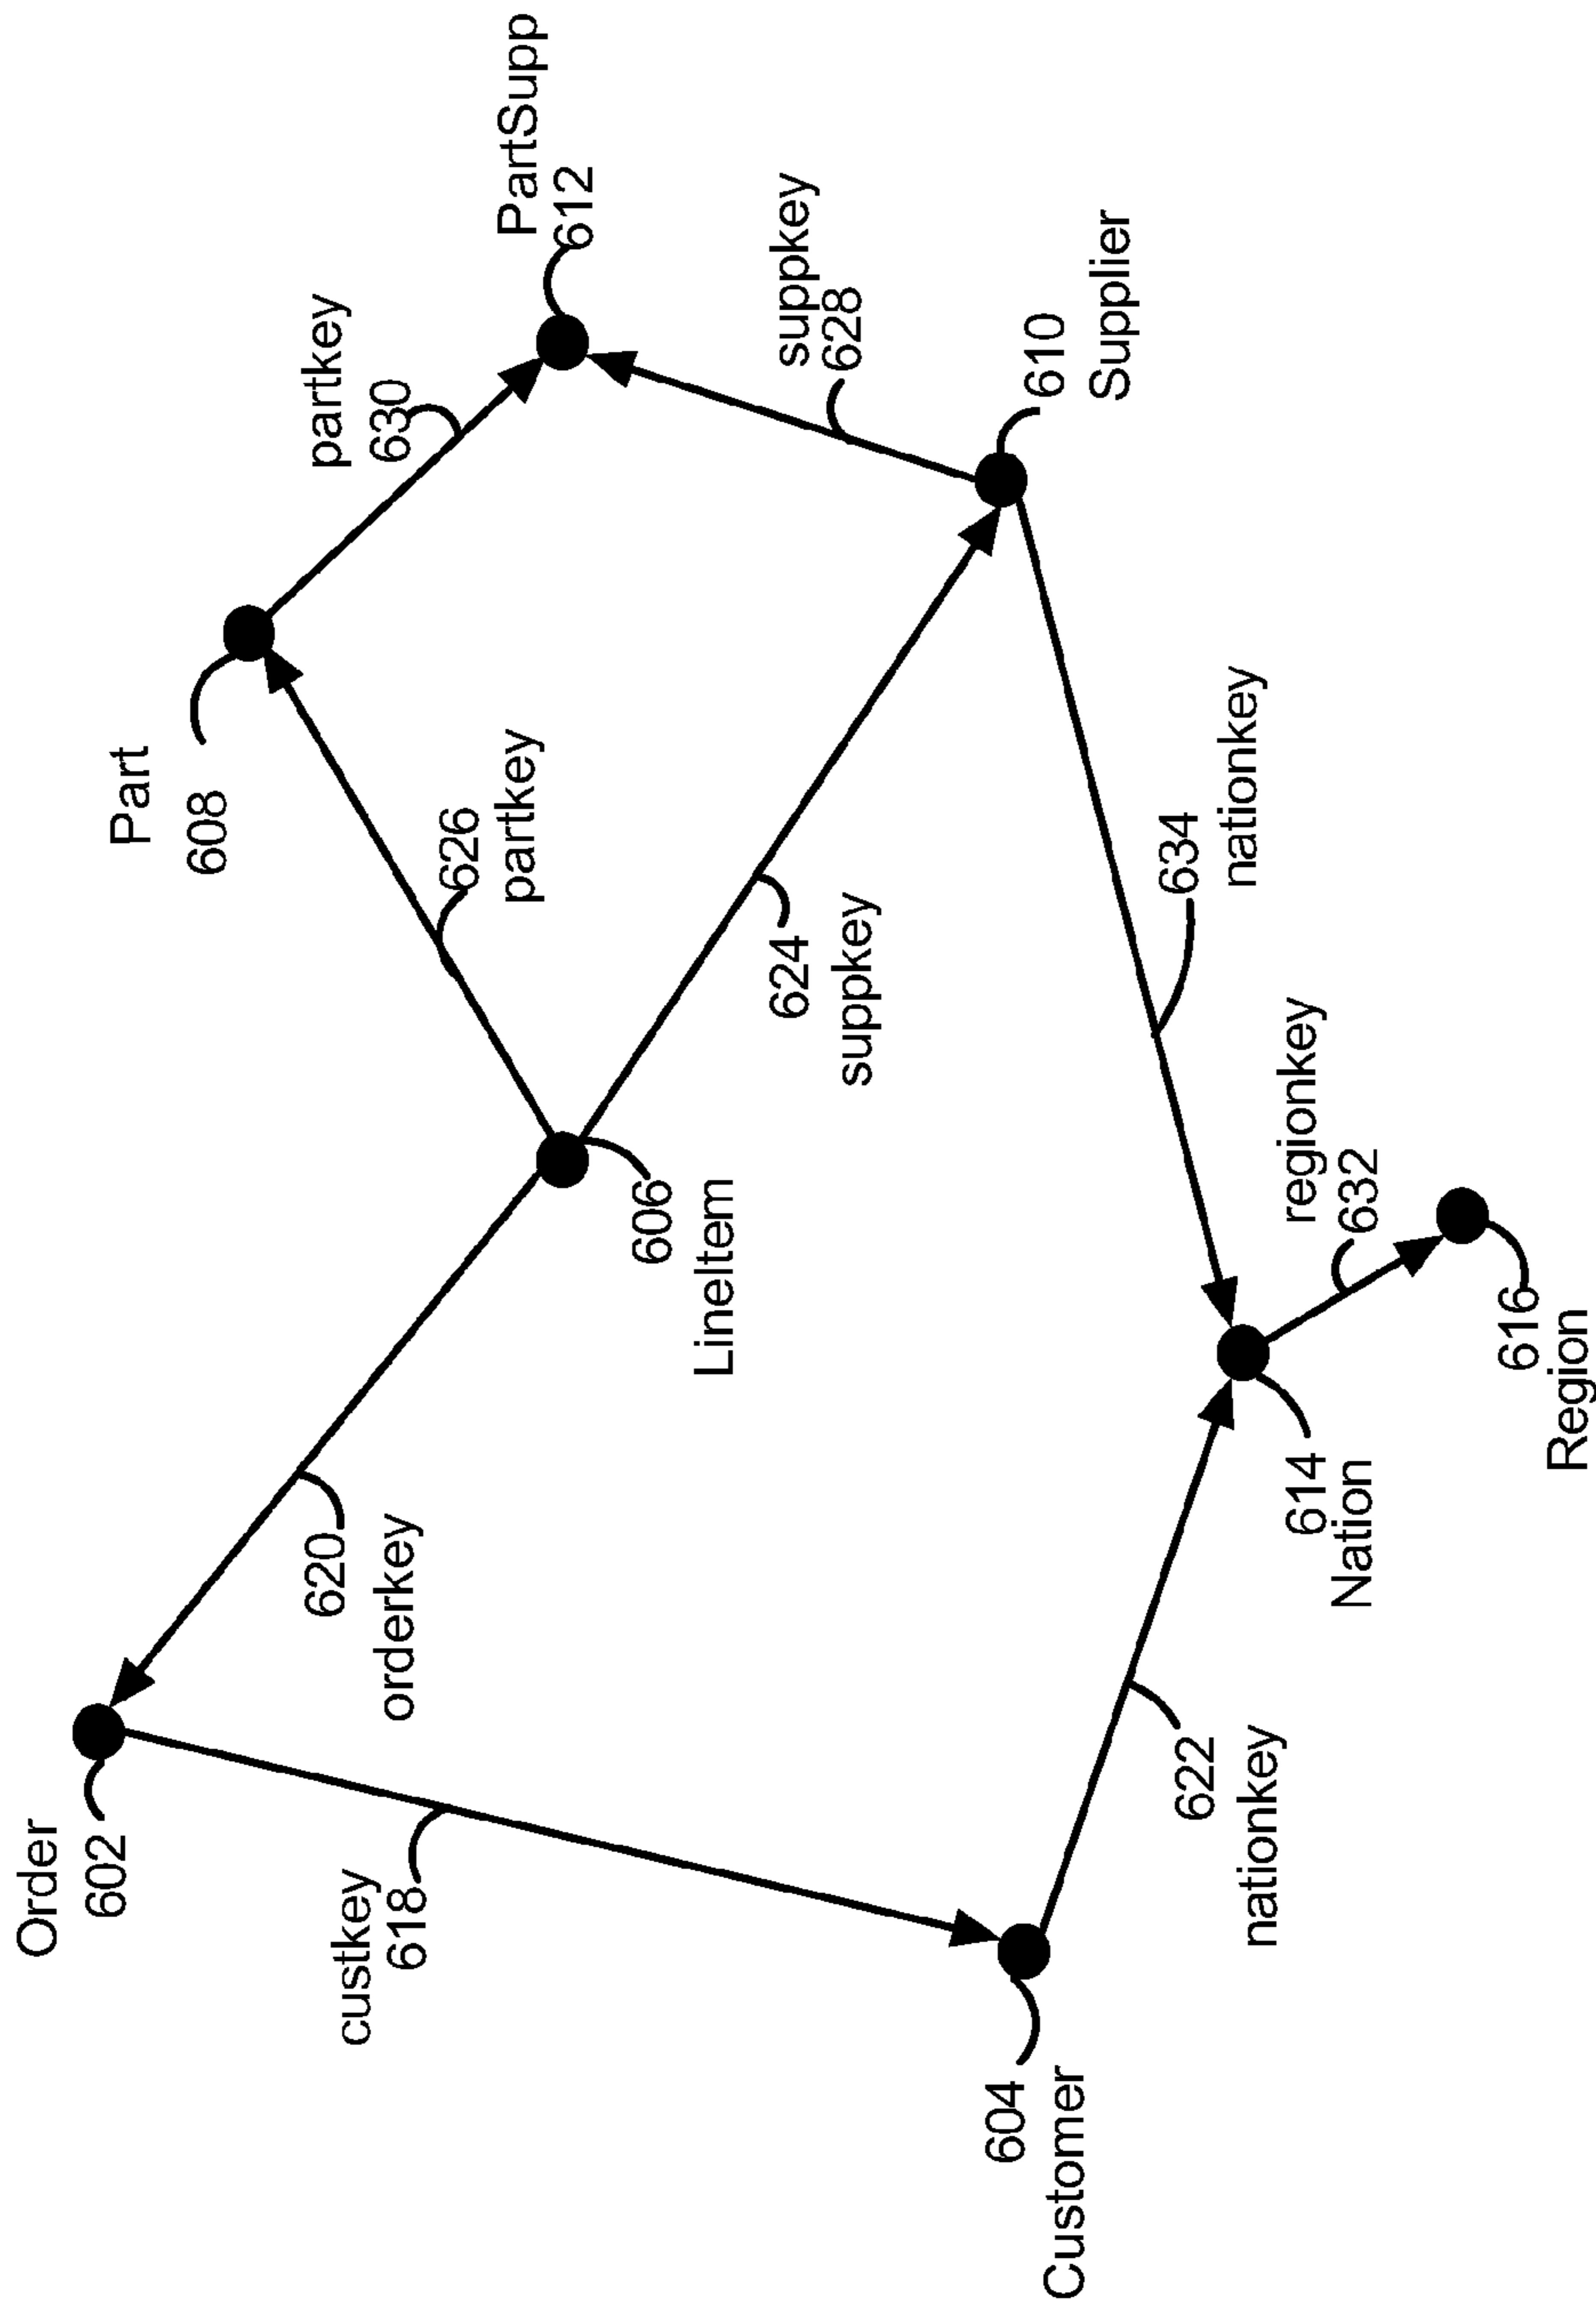 Order
602
custkey
618
620
orderkey
604
Customer
622
nationkey
614
Nation
616
Region
regionkey
632
606
LineItem
624
suppkey
626
partkey
634
nationkey
Part
608
partkey
630
PartSupp
612
suppkey
628
610
Supplier